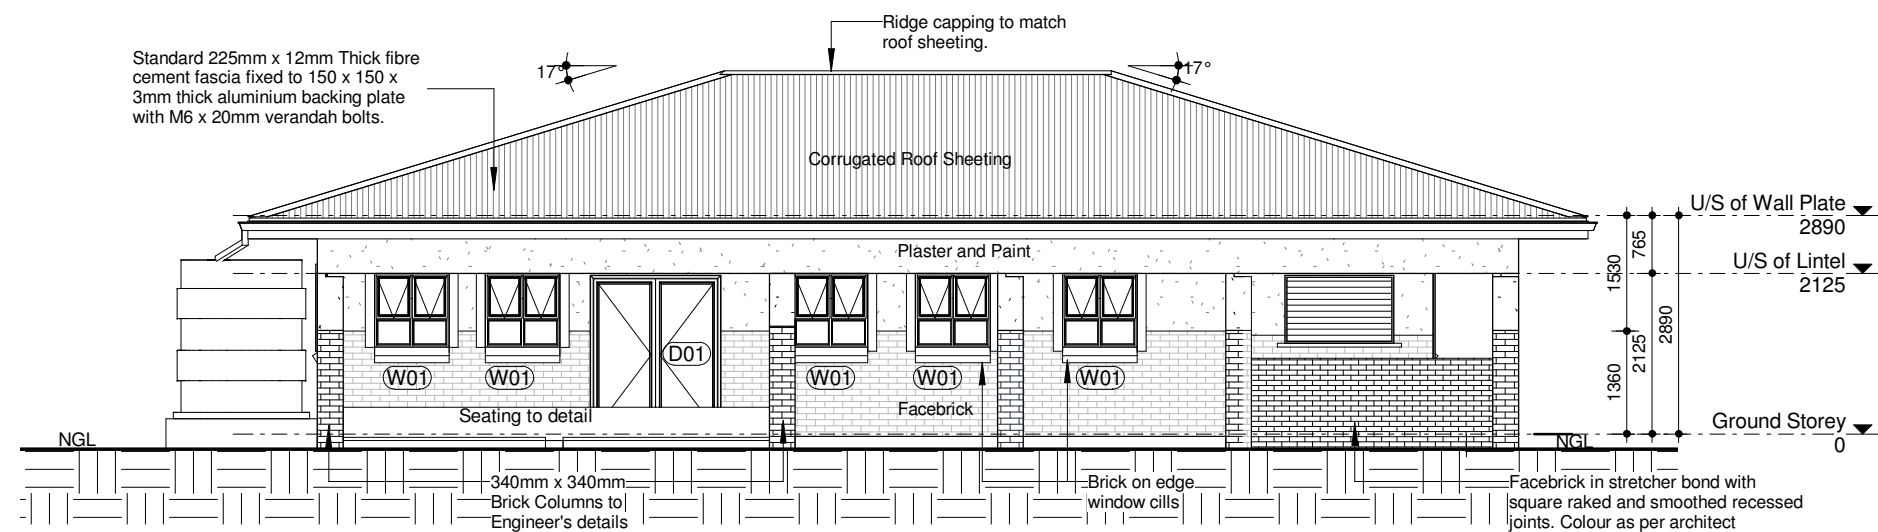 Ridge capping to match
roof sheeting.
Standard 225mm x 12mm Thick fibre
cement fascia fixed to 150 x 150 x
3mm thick aluminium backing plate
with M6 x 20mm verandah bolts.
17°
17°
Corrugated Roof Sheeting
U/S of Wall Plate
2890
Plaster and Paint
U/S of Lintel
2125
765
1530
2890
2125
1360
D01
W01
W01
W01
W01
W01
Seating to detail
Facebrick
Ground Storey
0
NGL
NGL
340mm x 340mm
Brick Columns to
Engineer's details
Brick on edge
window cills
Facebrick in stretcher bond with
square raked and smoothed recessed
joints. Colour as per architect